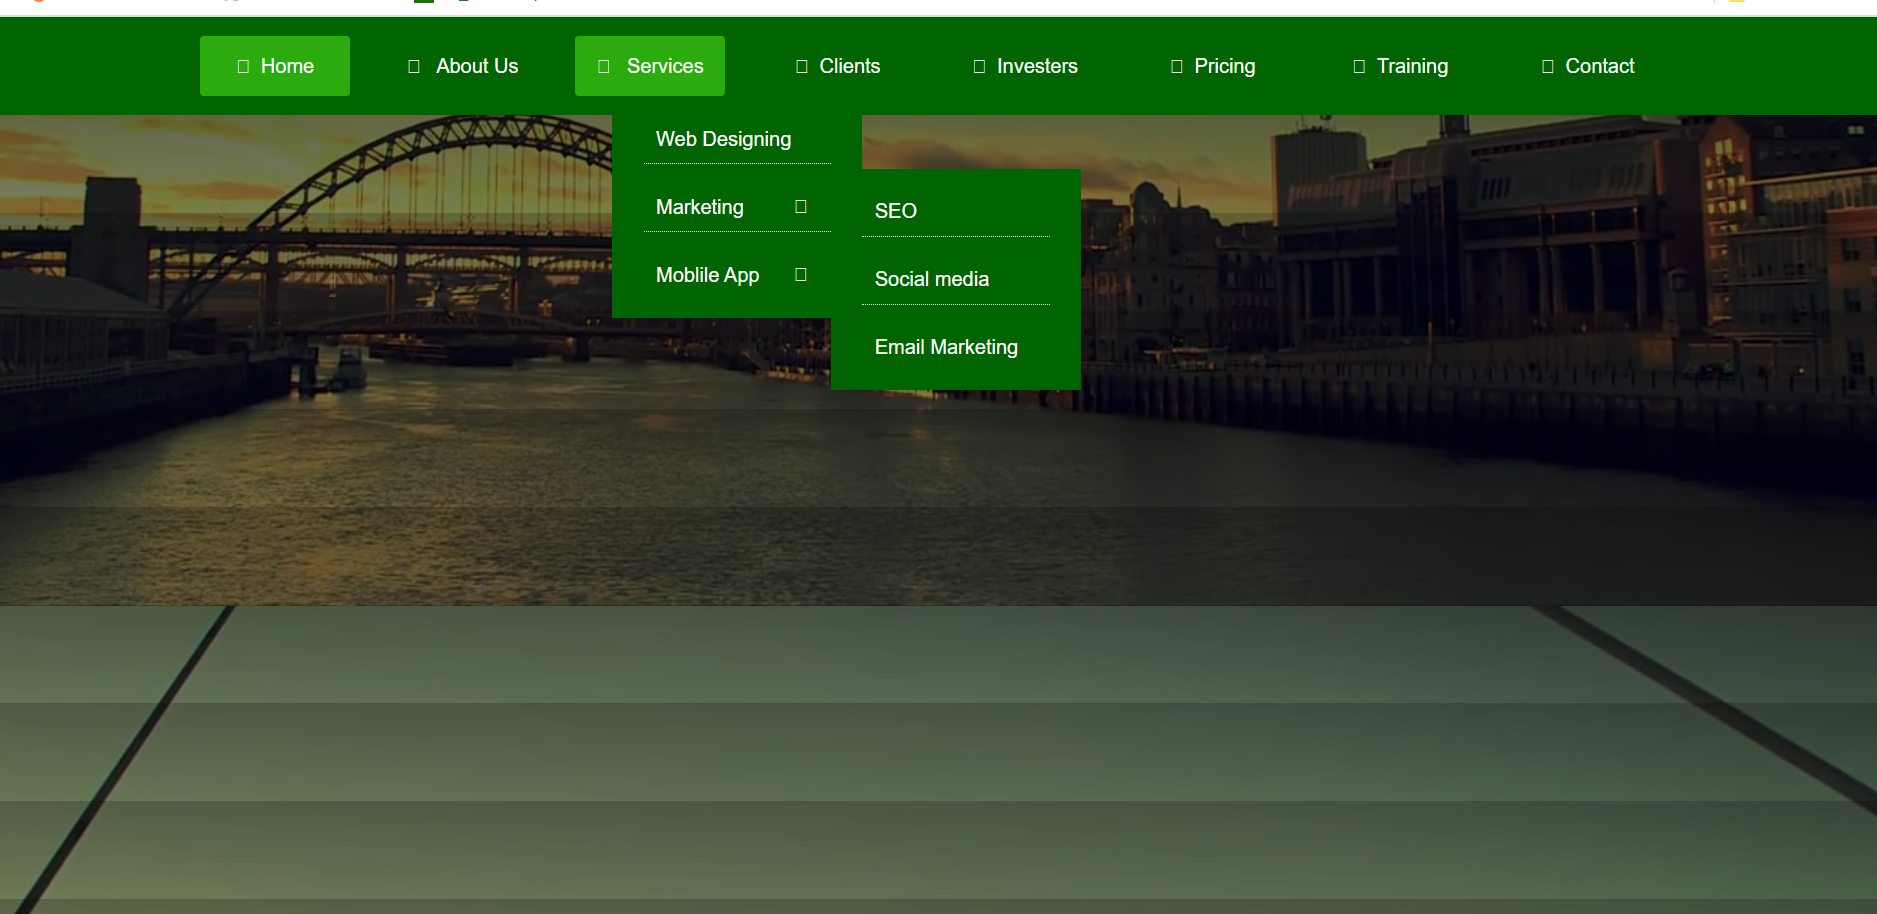 Home
About Us
Services
Clients
Investers
Pricing
Training
Contact
Web Designing
Marketing
Moblile App
SEO
Social media
Email Marketing